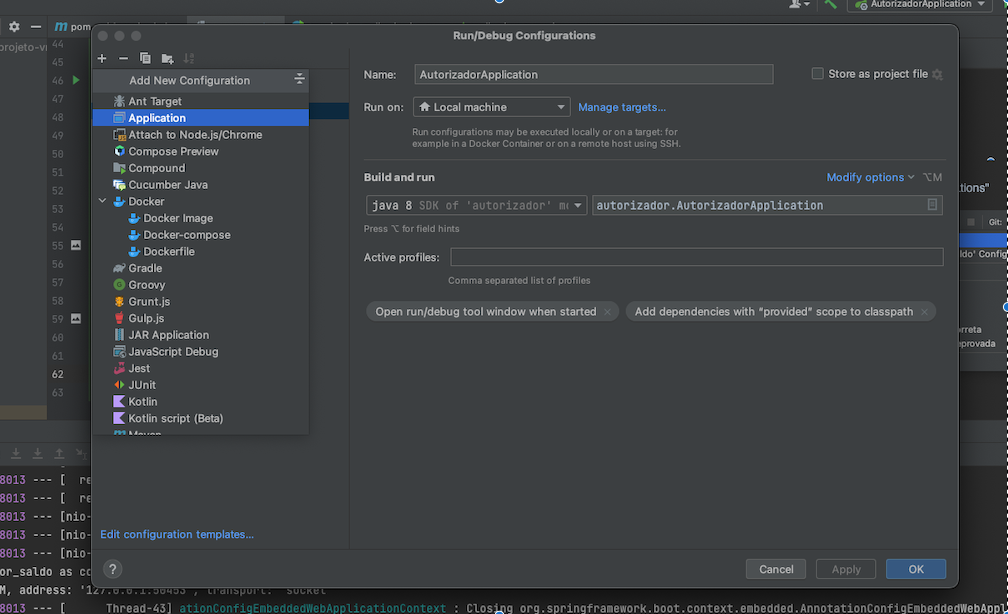 AutorizadorApplication
m pom
projeto-v
Run/Debug Configurations
Add New Configuration
Ant Target
Application
Attach to Node.js/Chrome
Compose Preview
Compound
Cucumber Java
Docker
Docker Image
Docker-compose
Dockerfile
Gradle
Groovy
Grunt.js
Gulp.js
JAR Application
JavaScript Debug
Jest
JUnit
Kotlin
Kotlin script (Beta)
Maven
Edit configuration templates...
Name: AutorizadorApplication Store as project file
Run on: Local machine Manage targets...
Run configurations may be executed locally or on a target: for
example in a Docker Container or on a remote host using SSH.
Build and run Modify options ⌥M
java 8 SDK of 'autorizador' mo autorizador.AutorizadorApplication
Press ⌥ for field hints
Active profiles:
Comma separated list of profiles
Open run/debug tool window when started × Add dependencies with "provided" scope to classpath ×
? Cancel Apply OK
44
45
46
47
48
49
50
51
52
53
54
55
56
57
58
59
60
61
62
63
tions"
Git:
ldo' Config
orreta
eprovada
8013 --- [ re
8013 --- [ re
8013 --- [nio-
8013 --- [nio-
8013 --- [nio-
or_saldo as co
M, address: '127.0.0.1:50453', transport: 'socket'
8013 --- [ Thread-43] ationConfigEmbeddedWebApplicationContext : Closing org.springframework.boot.context.embedded.AnnotationConfigEmbeddedWebAppl